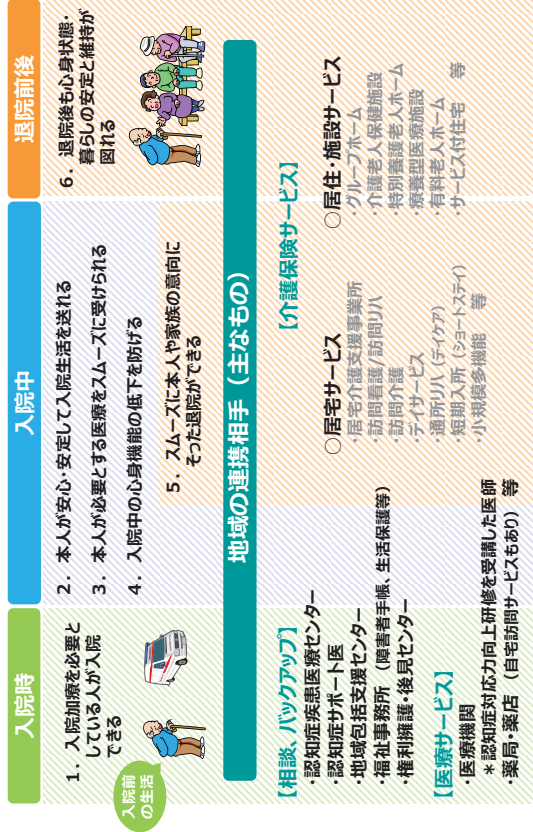 入院時
入院中
退院前後
1．入院加療を必要と
している人が入院
できる
入院前
の生活
2．本人が安心・安定して入院生活を送れる
3．本人が必要とする医療をスムーズに受けられる
4．入院中の心身機能の低下を防げる
5．スムーズに本人や家族の意向に
そった退院ができる
6．退院後も心身状態・
暮らしの安定と維持が
図れる
地域の連携相手（主なもの）
【相談、バックアップ】
・認知症疾患医療センター
・認知症サポート医
・地域包括支援センター
・福祉事務所（障害者手帳、生活保護等）
・権利擁護・後見センター
【医療サービス】
・医療機関
＊認知症対応力向上研修を受講した医師
・薬局・薬店（自宅訪問サービスもあり）等
【介護保険サービス】
○居宅サービス
・居宅介護支援事業所
・訪問看護/訪問リハ
・訪問介護
・デイサービス
・通所リハ（デイケア）
・短期入所（ショートステイ）
・小規模多機能　等
○居住・施設サービス
・グループホーム
・介護老人保健施設
・特別養護老人ホーム
・療養型医療施設
・有料老人ホーム
・サービス付住宅　等